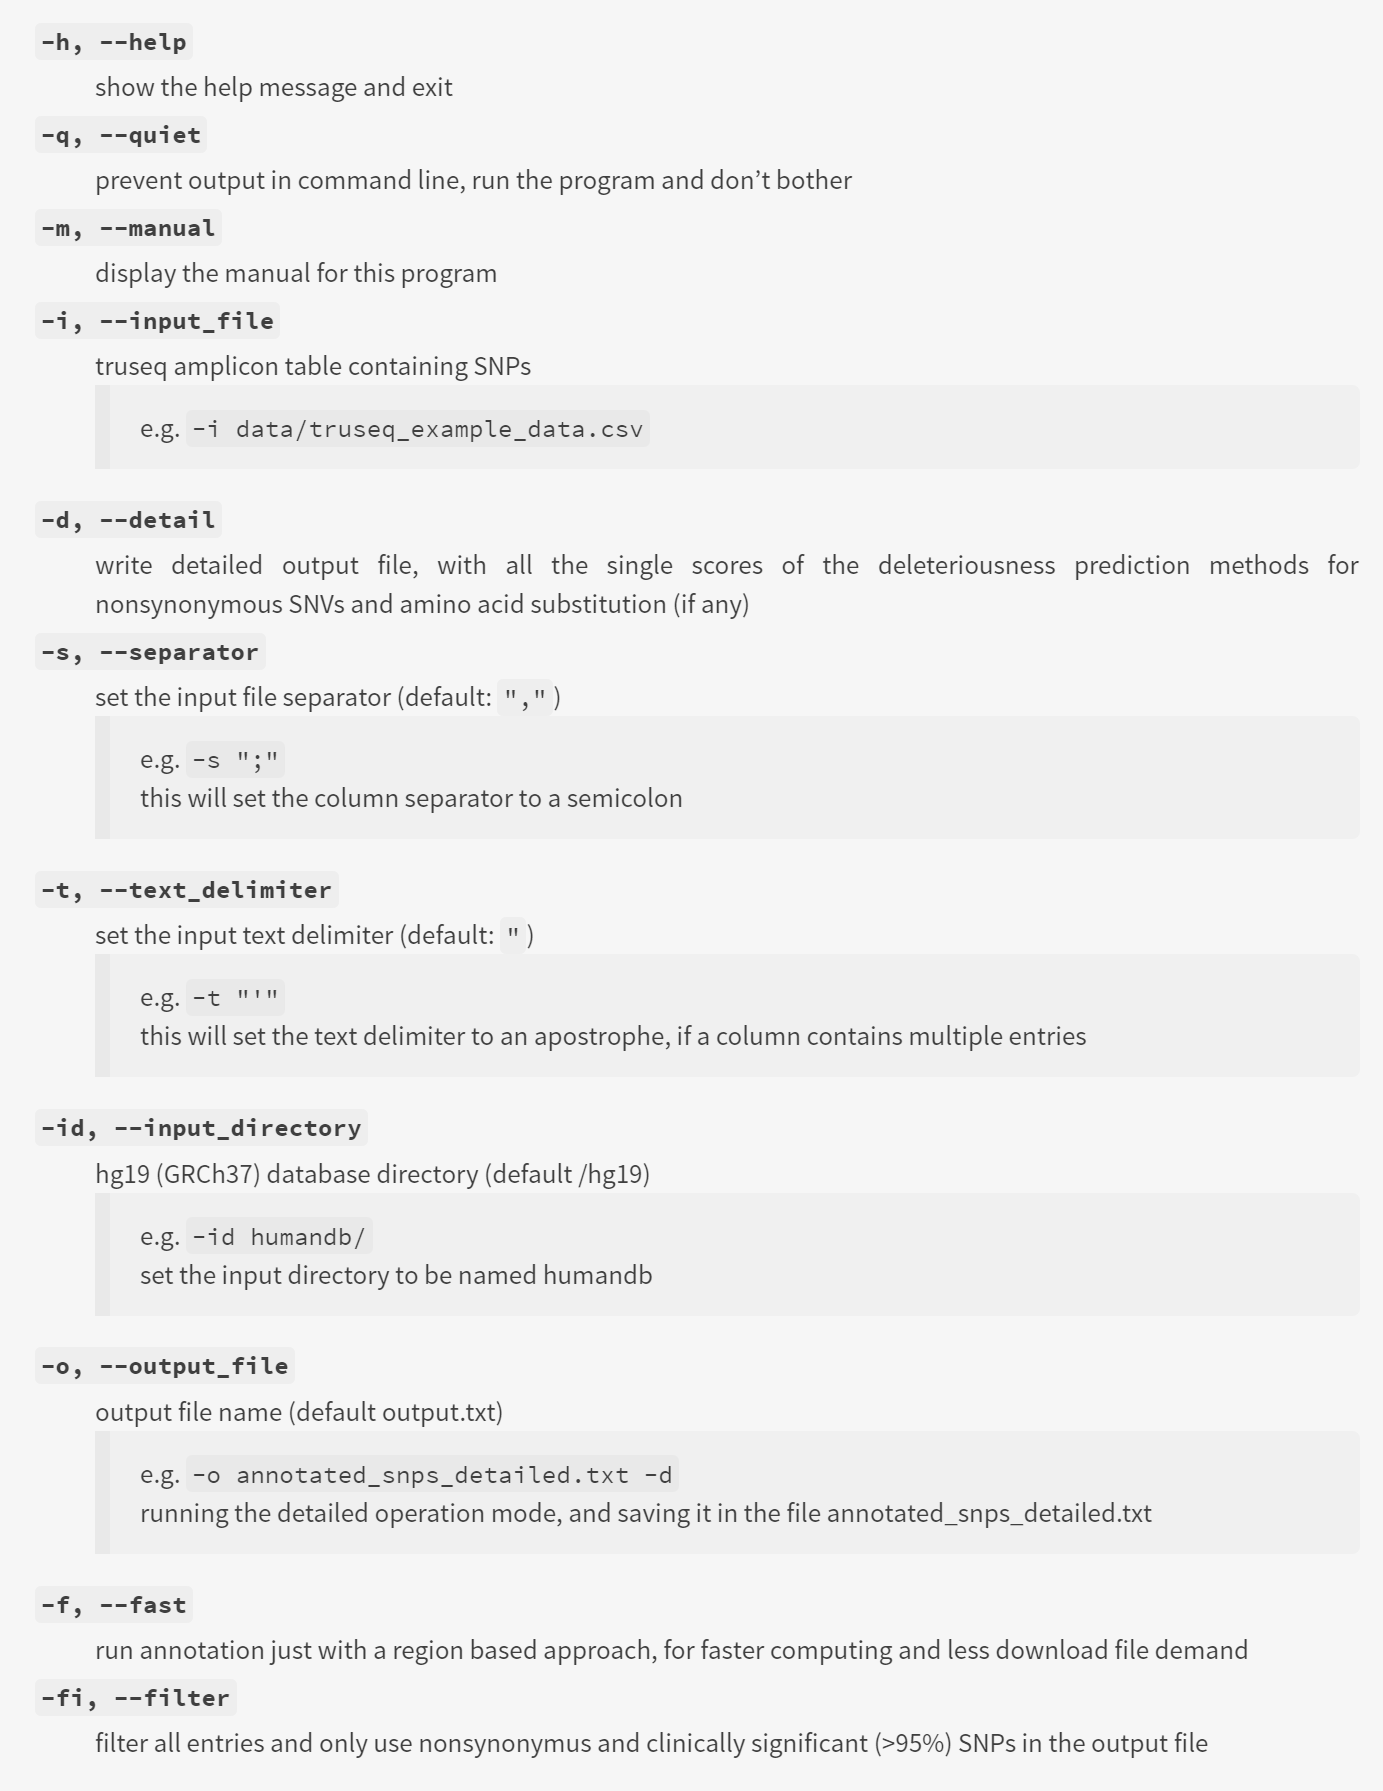 -h, --help
show the help message and exit
-q, --quiet
prevent output in command line, run the program and don’t bother
-m, --manual
display the manual for this program
-i, --input_file
truseq amplicon table containing SNPs
e.g. -i data/truseq_example_data.csv
-d, --detail
write detailed output file, with all the single scores of the deleteriousness prediction methods for
nonsynonymous SNVs and amino acid substitution (if any)
-s, --separator
set the input file separator (default: ",")
e.g. -s ";"
this will set the column separator to a semicolon
-t, --text_delimiter
set the input text delimiter (default: ")
e.g. -t "'"
this will set the text delimiter to an apostrophe, if a column contains multiple entries
-id, --input_directory
hg19 (GRCh37) database directory (default /hg19)
e.g. -id humandb/
set the input directory to be named humandb
-o, --output_file
output file name (default output.txt)
e.g. -o annotated_snps_detailed.txt -d
running the detailed operation mode, and saving it in the file annotated_snps_detailed.txt
-f, --fast
run annotation just with a region based approach, for faster computing and less download file demand
-fi, --filter
filter all entries and only use nonsynonymus and clinically significant (>95%) SNPs in the output file